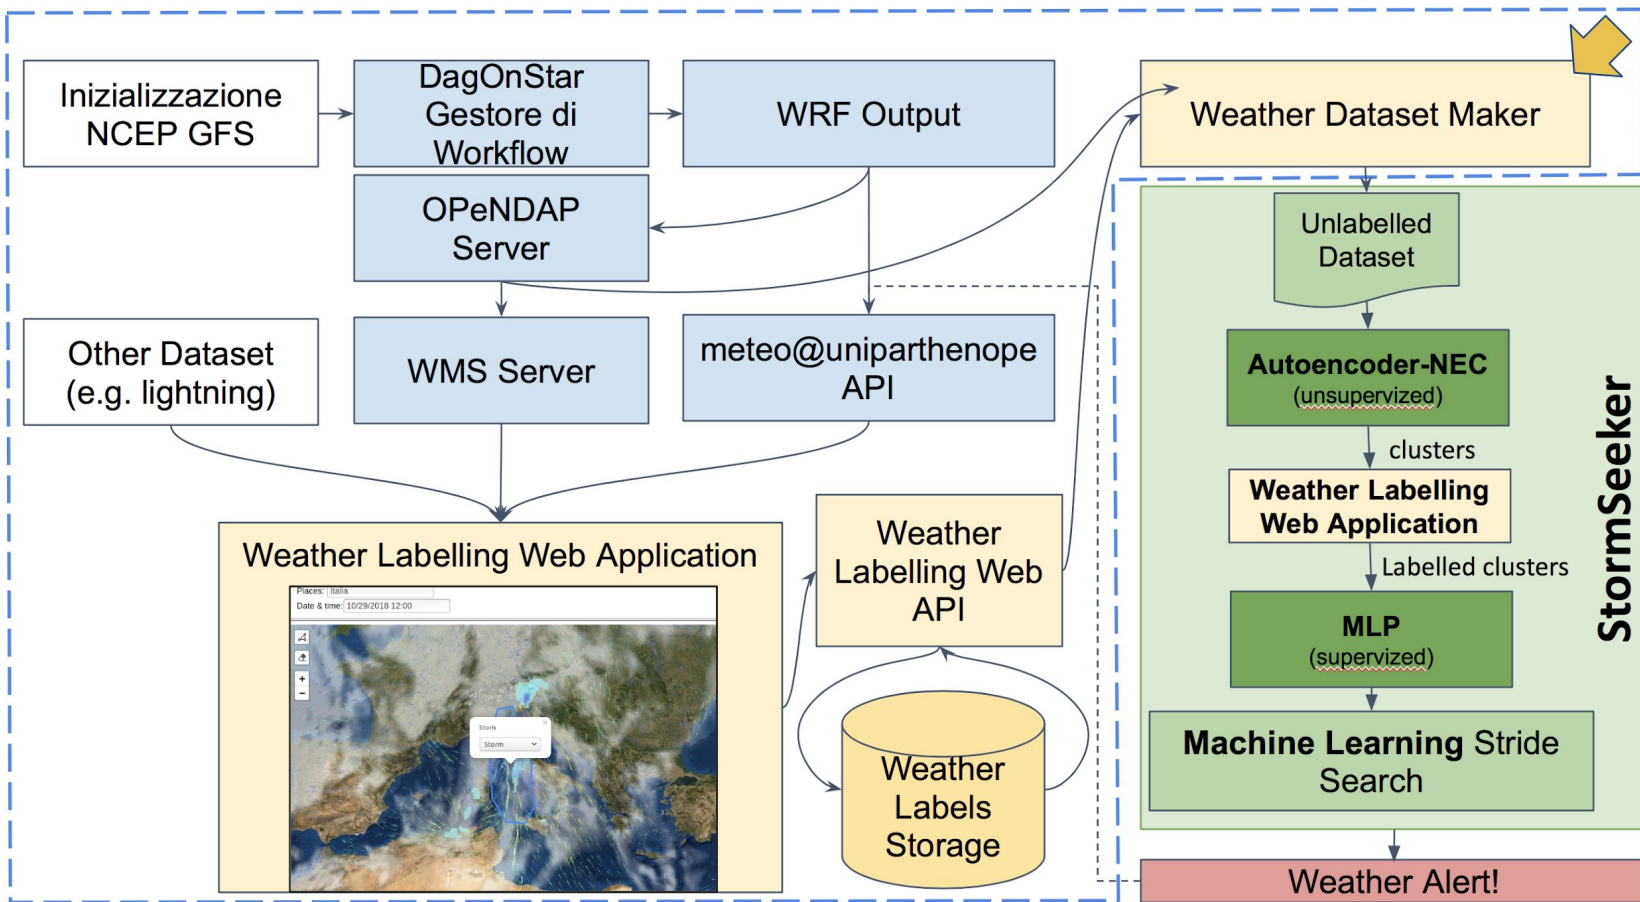 Inizializzazione
NCEP GFS
DagOnStar
Gestore di
Workflow
WRF Output
Weather Dataset Maker
OPeNDAP
Server
Unlabelled
Dataset
Other Dataset
(e.g. lightning)
WMS Server
meteo@uniparthenope
API
Autoencoder-NEC
(unsupervized)
clusters
Weather Labelling
Web Application
Labelled clusters
MLP
(supervized)
Machine Learning Stride
Search
StormSeeker
Weather Alert!
Weather Labelling Web Application
Places: Italia
Date & time: 10/29/2018 12:00
+
−
Storm
×
Storm
Weather
Labelling Web
API
Weather
Labels
Storage